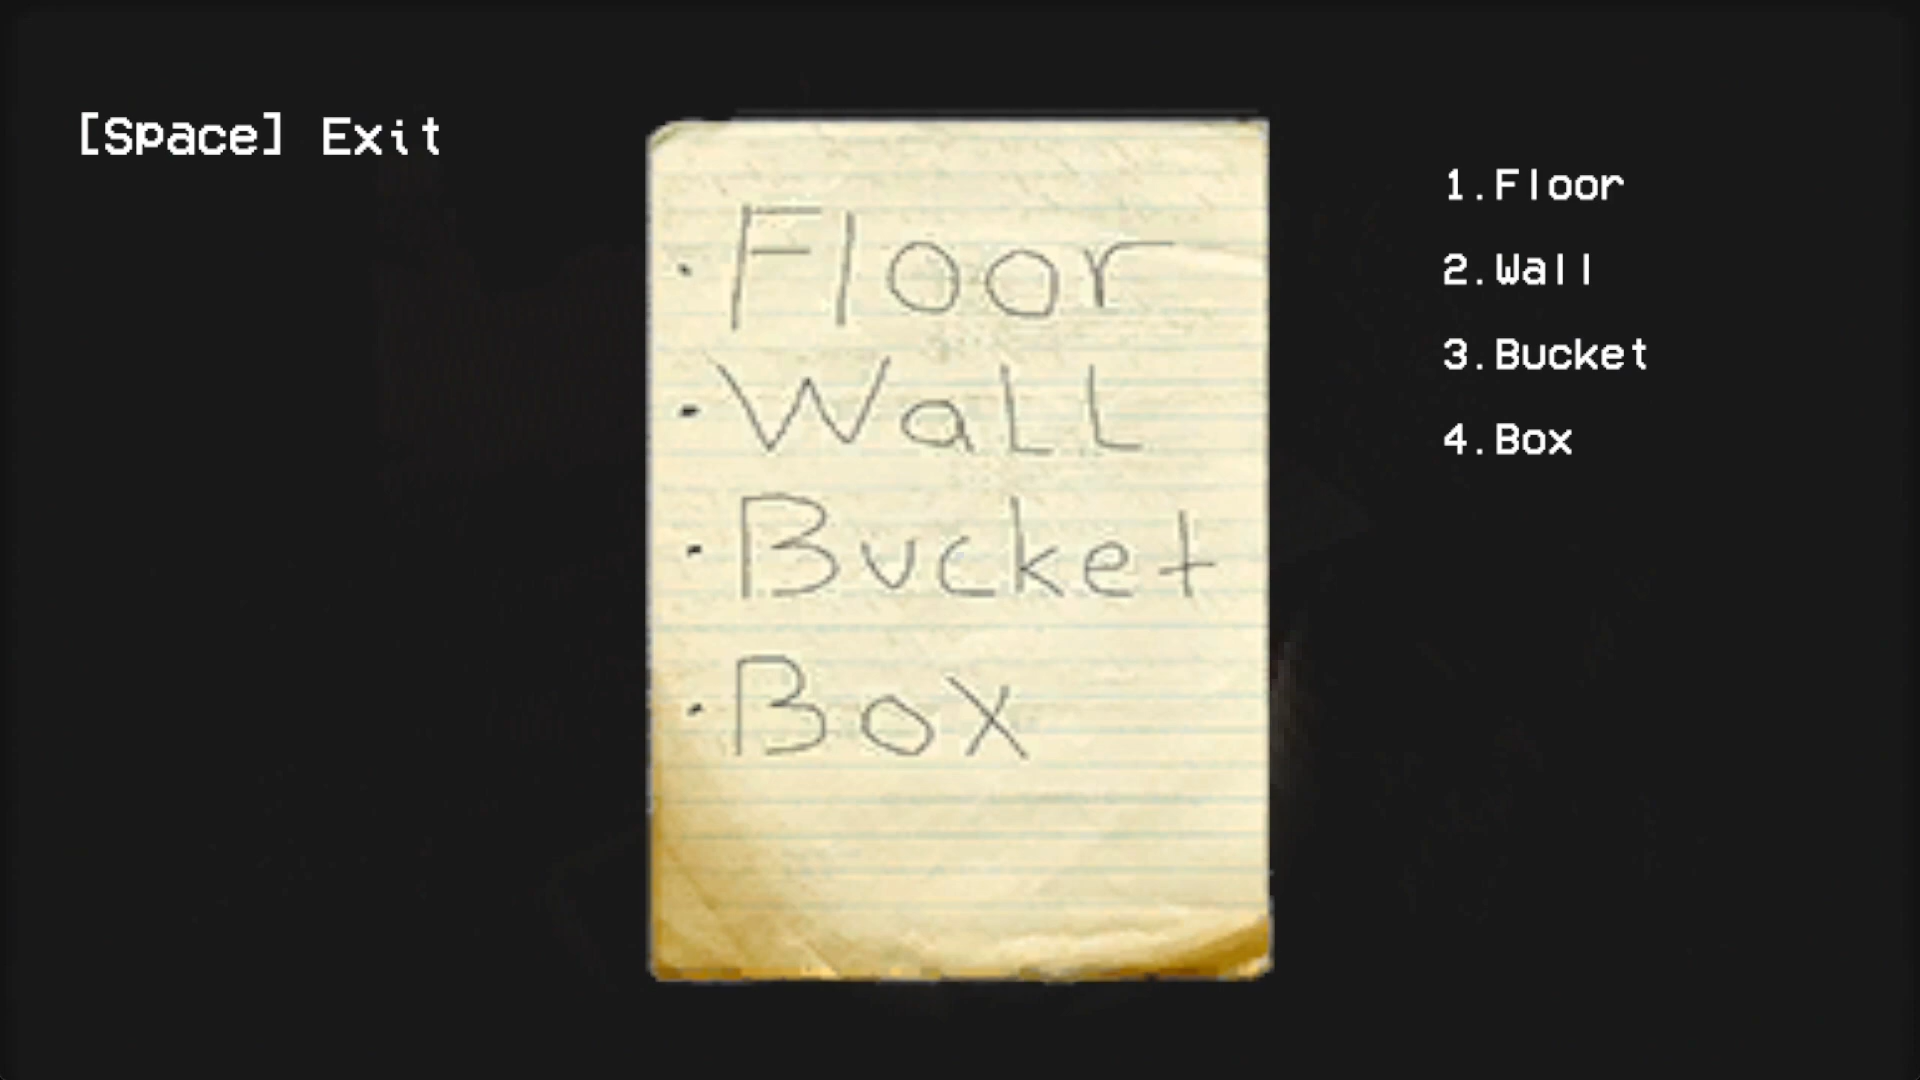 [Space] Exit
· Floor
· Wall
· Bucket
· Box
1.Floor
2.Wall
3.Bucket
4.Box